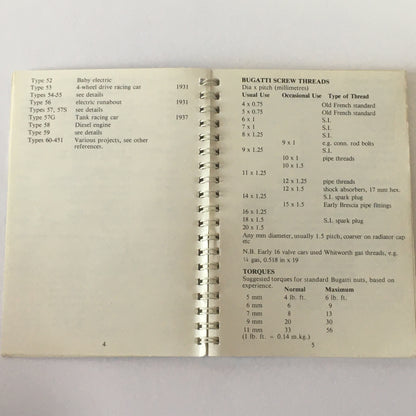 Type 52 Baby electric
Type 53 4-wheel drive racing car 1931
Types 54-55 see details
Type 56 electric runabout 1931
Types 57, 57S see details
Type 57G Tank racing car 1937
Type 58 Diesel engine
Type 59 see details
Types 60-451 Various projects, see other
references.
4
BUGATTI SCREW THREADS
Dia x pitch (millimetres)
Usual Use Occasional Use Type of Thread
4 x 0.75 Old French standard
5 x 0.75 Old French standard
6 x 1 S.I.
7 x 1 S.I.
8 x 1.25 S.I.
9 x 1 e.g. conn. rod bolts
9 x 1.25 S.I.
10 x 1 pipe threads
10 x 1.5
11 x 1.25
12 x 1.25 pipe threads
12 x 1.5 shock absorbers, 17 mm hex.
14 x 1.25 S.I. spark plug
15 x 1.5 Early Brescia pipe fittings
16 x 1.25
18 x 1.5 S.I. spark plug
20 x 1.5
Any mm diameter, usually 1.5 pitch, coarser on radiator cap
etc
N.B. Early 16 valve cars used Whitworth gas threads, e.g.
¼ gas, 0.518 in x 19
TORQUES
Suggested torques for standard Bugatti nuts, based on
experience.
Normal Maximum
5 mm 4 lb. ft. 6 lb. ft.
6 mm 6 9
7 mm 8 13
9 mm 20 30
11 mm 33 56
(1 lb. ft. = 0.14 m.kg.)
5